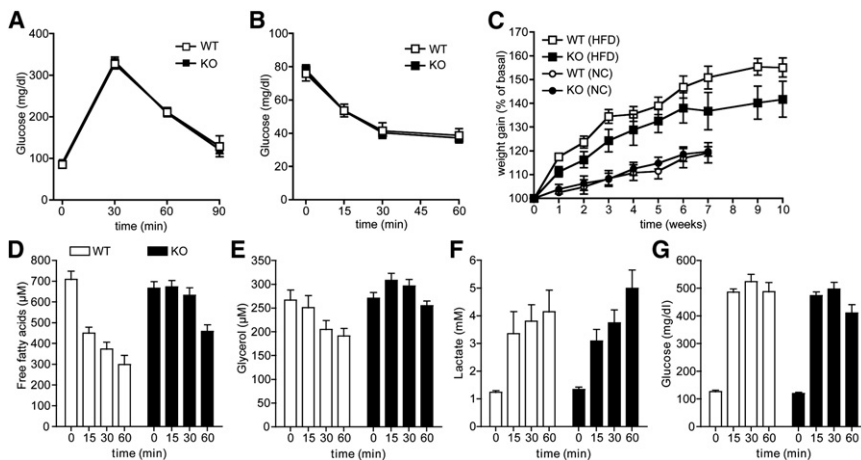 A
Glucose (mg/dl)
400
300
200
100
0
WT
KO
0 30 60 90
time (min)
B
Glucose (mg/dl)
100
80
60
40
20
0
WT
KO
0 15 30 45 60
time (min)
C
weight gain (% of basal)
170
160
150
140
130
120
110
100
WT (HFD)
KO (HFD)
WT (NC)
KO (NC)
0 1 2 3 4 5 6 7 8 9 10
time (weeks)
D
WT KO
Free fatty acids (µM)
800
700
600
500
400
300
200
100
0
0 15 30 60 0 15 30 60
time (min)
E
Glycerol (µM)
350
300
250
200
150
100
50
0
0 15 30 60 0 15 30 60
time (min)
F
Lactate (mM)
6
5
4
3
2
1
0
0 15 30 60 0 15 30 60
time (min)
G
Glucose (mg/dl)
600
500
400
300
200
100
0
0 15 30 60 0 15 30 60
time (min)